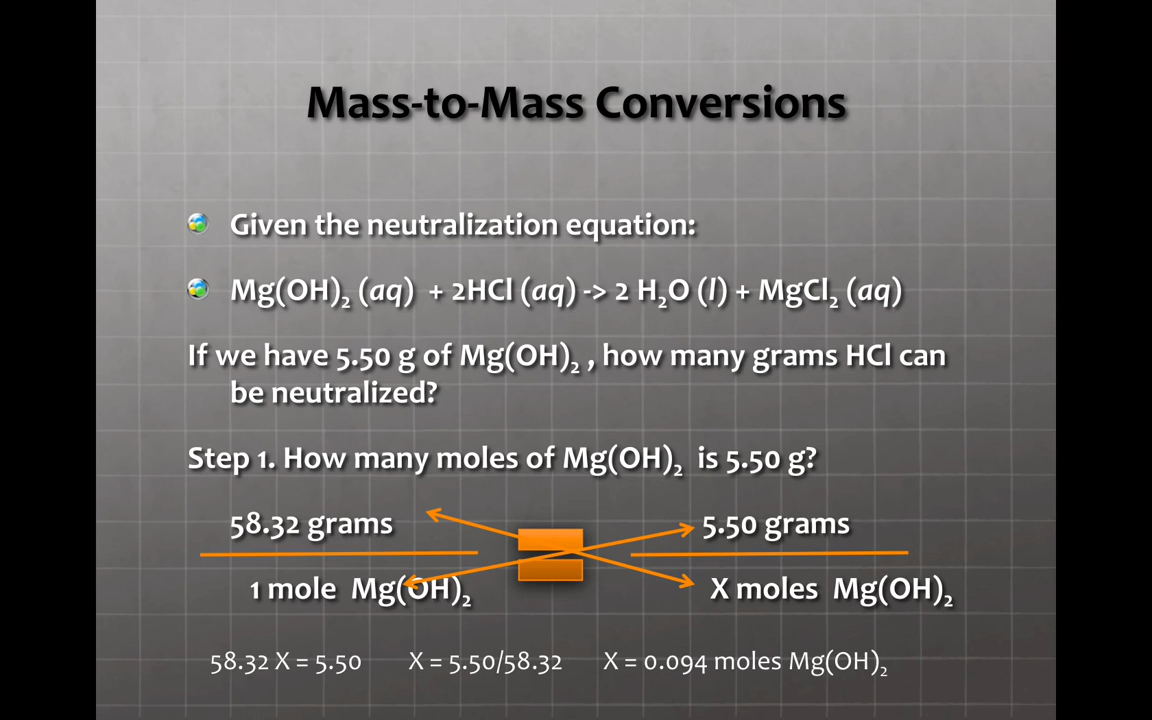 Mass-to-Mass Conversions
Given the neutralization equation:
Mg(OH)₂ (aq) + 2HCl (aq) -> 2 H₂O (l) + MgCl₂ (aq)
If we have 5.50 g of Mg(OH)₂ , how many grams HCl can
be neutralized?
Step 1. How many moles of Mg(OH)₂ is 5.50 g?
58.32 grams 5.50 grams
1 mole Mg(OH)₂ X moles Mg(OH)₂
58.32 X = 5.50 X = 5.50/58.32 X = 0.094 moles Mg(OH)₂